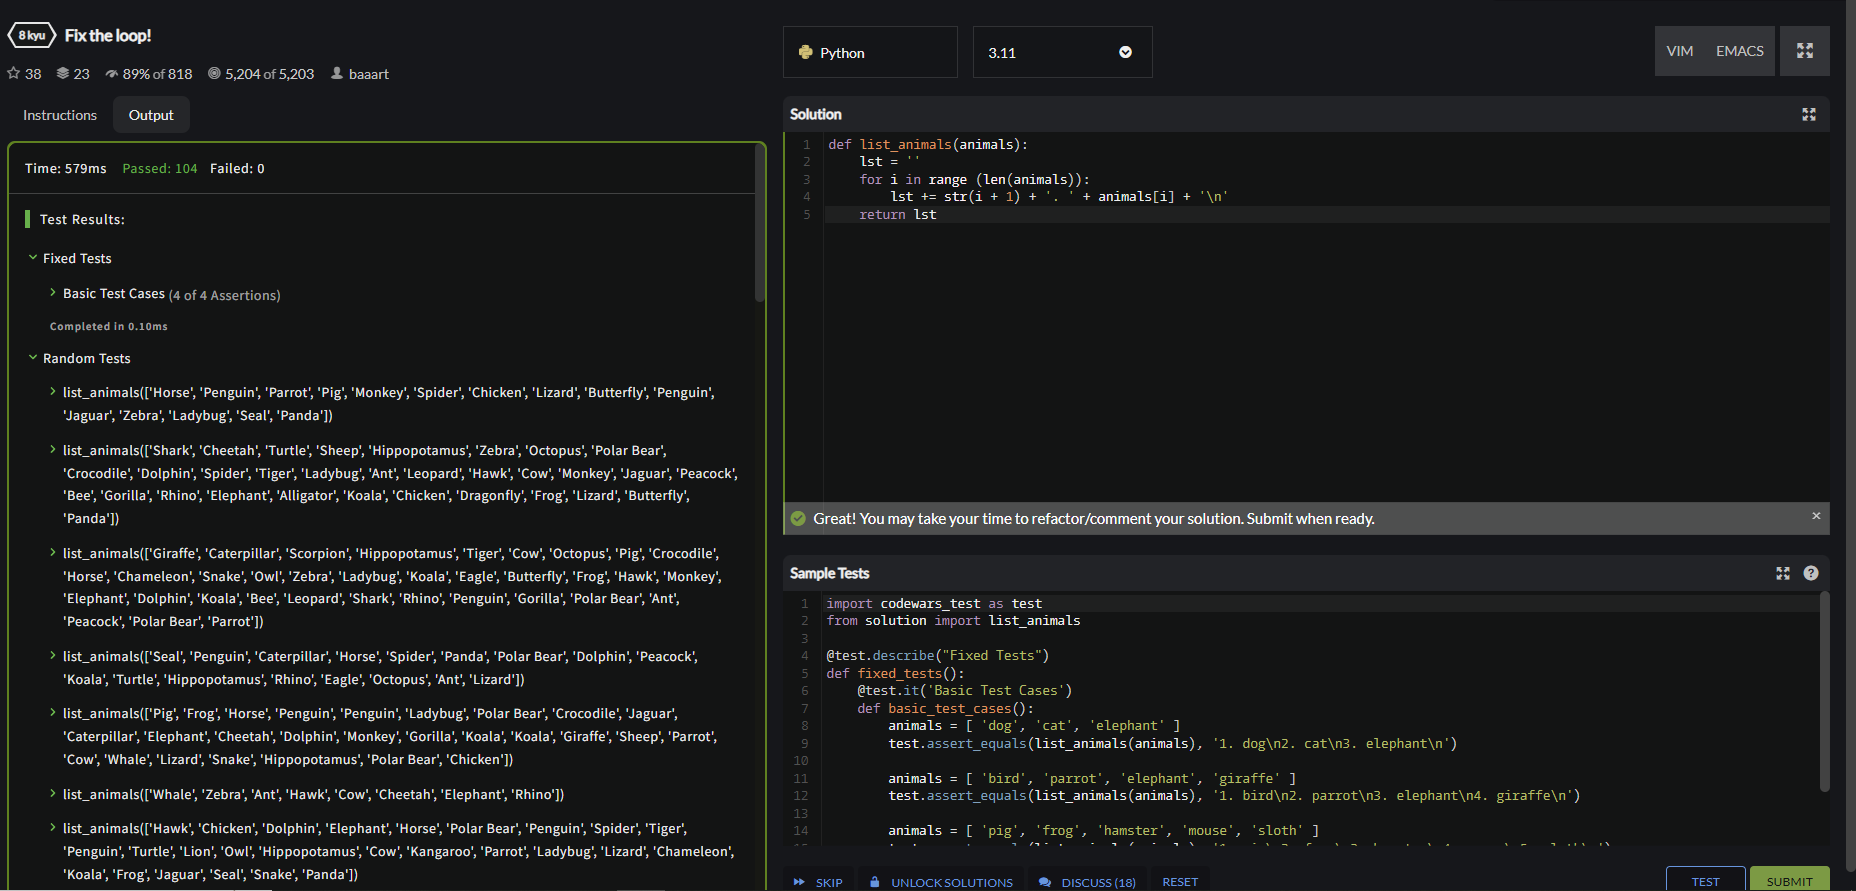 8 kyu Fix the loop!
38 23 89% of 818 5,204 of 5,203 baaart
Instructions Output
Time: 579ms Passed: 104 Failed: 0
Test Results:
Fixed Tests
Basic Test Cases (4 of 4 Assertions)
Completed in 0.10ms
Random Tests
list_animals(['Horse', 'Penguin', 'Parrot', 'Pig', 'Monkey', 'Spider', 'Chicken', 'Lizard', 'Butterfly', 'Penguin',
'Jaguar', 'Zebra', 'Ladybug', 'Seal', 'Panda'])
list_animals(['Shark', 'Cheetah', 'Turtle', 'Sheep', 'Hippopotamus', 'Zebra', 'Octopus', 'Polar Bear',
'Crocodile', 'Dolphin', 'Spider', 'Tiger', 'Ladybug', 'Ant', 'Leopard', 'Hawk', 'Cow', 'Monkey', 'Jaguar', 'Peacock',
'Bee', 'Gorilla', 'Rhino', 'Elephant', 'Alligator', 'Koala', 'Chicken', 'Dragonfly', 'Frog', 'Lizard', 'Butterfly',
'Panda'])
list_animals(['Giraffe', 'Caterpillar', 'Scorpion', 'Hippopotamus', 'Tiger', 'Cow', 'Octopus', 'Pig', 'Crocodile',
'Horse', 'Chameleon', 'Snake', 'Owl', 'Zebra', 'Ladybug', 'Koala', 'Eagle', 'Butterfly', 'Frog', 'Hawk', 'Monkey',
'Elephant', 'Dolphin', 'Koala', 'Bee', 'Leopard', 'Shark', 'Rhino', 'Penguin', 'Gorilla', 'Polar Bear', 'Ant',
'Peacock', 'Polar Bear', 'Parrot'])
list_animals(['Seal', 'Penguin', 'Caterpillar', 'Horse', 'Spider', 'Panda', 'Polar Bear', 'Dolphin', 'Peacock',
'Koala', 'Turtle', 'Hippopotamus', 'Rhino', 'Eagle', 'Octopus', 'Ant', 'Lizard'])
list_animals(['Pig', 'Frog', 'Horse', 'Penguin', 'Penguin', 'Ladybug', 'Polar Bear', 'Crocodile', 'Jaguar',
'Caterpillar', 'Elephant', 'Cheetah', 'Dolphin', 'Monkey', 'Gorilla', 'Koala', 'Koala', 'Giraffe', 'Sheep', 'Parrot',
'Cow', 'Whale', 'Lizard', 'Snake', 'Hippopotamus', 'Polar Bear', 'Chicken'])
list_animals(['Whale', 'Zebra', 'Ant', 'Hawk', 'Cow', 'Cheetah', 'Elephant', 'Rhino'])
list_animals(['Hawk', 'Chicken', 'Dolphin', 'Elephant', 'Horse', 'Polar Bear', 'Penguin', 'Spider', 'Tiger',
'Penguin', 'Turtle', 'Lion', 'Owl', 'Hippopotamus', 'Cow', 'Kangaroo', 'Parrot', 'Ladybug', 'Lizard', 'Chameleon',
'Koala', 'Frog', 'Jaguar', 'Seal', 'Snake', 'Panda'])
Python 3.11 VIM EMACS
Solution
1 def list_animals(animals):
2 lst = ''
3 for i in range (len(animals)):
4 lst += str(i + 1) + '. ' + animals[i] + '\n'
5 return lst
Great! You may take your time to refactor/comment your solution. Submit when ready.
Sample Tests
1 import codewars_test as test
2 from solution import list_animals
3
4 @test.describe("Fixed Tests")
5 def fixed_tests():
6 @test.it('Basic Test Cases')
7 def basic_test_cases():
8 animals = [ 'dog', 'cat', 'elephant' ]
9 test.assert_equals(list_animals(animals), '1. dog\n2. cat\n3. elephant\n')
10
11 animals = [ 'bird', 'parrot', 'elephant', 'giraffe' ]
12 test.assert_equals(list_animals(animals), '1. bird\n2. parrot\n3. elephant\n4. giraffe\n')
13
14 animals = [ 'pig', 'frog', 'hamster', 'mouse', 'sloth' ]
SKIP UNLOCK SOLUTIONS DISCUSS (18) RESET TEST SUBMIT